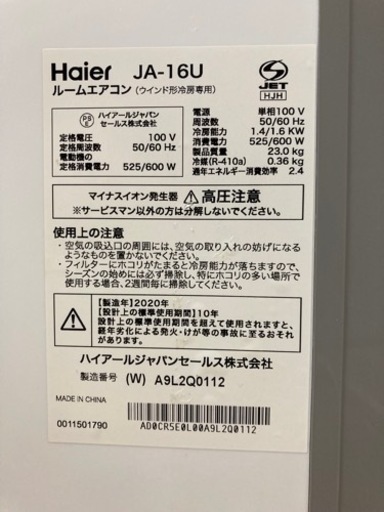 Haier JA-16U
ルームエアコン (ウインド形冷房専用)
JET
HJH
PS
E
ハイアールジャパン
セールス株式会社
定格電圧 100 V
定格周波数 50/60 Hz
電動機の
定格消費電力 525/600 W
電源 単相100 V
周波数 50/60 Hz
冷房能力 1.4/1.6 KW
消費電力 525/600 W
製品質量 23.0 kg
冷媒(R-410a) 0.36 kg
通年エネルギー消費効率 2.4
マイナスイオン発生器 高圧注意
※サービスマン以外の方は分解しないでください。
使用上の注意
・空気の吸込口の周囲には、空気の取り入れの妨げになる
ようなものを置かないでください。
・フィルターにホコリがたまると冷房能力が落ちますので、
シーズンの始めには必ず掃除し、特にホコリの多い場所
で使用する場合、2週間毎に掃除してください。
【製造年】2020年
【設計上の標準使用期間】10年
設計上の標準使用期間を超えて使用されますと、
経年劣化による発火・けが等の事故に至るおそれ
があります。
ハイアールジャパンセールス株式会社
製造番号 (W) A9L2Q0112
MADE IN CHINA
0011501790
AD0CR5E0L00A9L2Q0112